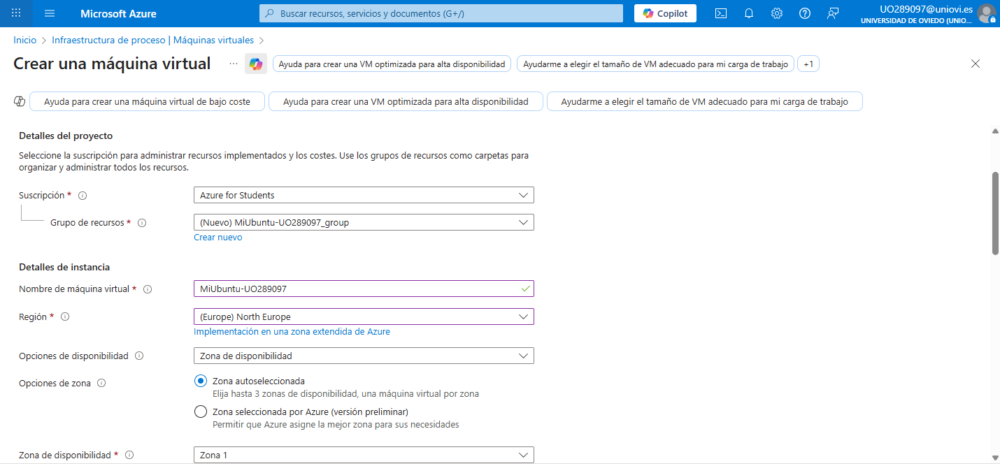 Microsoft Azure
Buscar recursos, servicios y documentos (G+/)
Copilot
UO289097@uniovi.es
UNIVERSIDAD DE OVIEDO (UNIO...
Inicio > Infraestructura de proceso | Máquinas virtuales >
Crear una máquina virtual ...
Ayuda para crear una VM optimizada para alta disponibilidad
Ayudarme a elegir el tamaño de VM adecuado para mi carga de trabajo
+1
Ayuda para crear una máquina virtual de bajo coste
Ayuda para crear una VM optimizada para alta disponibilidad
Ayudarme a elegir el tamaño de VM adecuado para mi carga de trabajo
Detalles del proyecto
Seleccione la suscripción para administrar recursos implementados y los costes. Use los grupos de recursos como carpetas para
organizar y administrar todos los recursos.
Suscripción *
Azure for Students
Grupo de recursos *
(Nuevo) MiUbuntu-UO289097_group
Crear nuevo
Detalles de instancia
Nombre de máquina virtual *
MiUbuntu-UO289097
Región *
(Europe) North Europe
Implementación en una zona extendida de Azure
Opciones de disponibilidad
Zona de disponibilidad
Opciones de zona
Zona autoseleccionada
Elija hasta 3 zonas de disponibilidad, una máquina virtual por zona
Zona seleccionada por Azure (versión preliminar)
Permitir que Azure asigne la mejor zona para sus necesidades
Zona de disponibilidad *
Zona 1